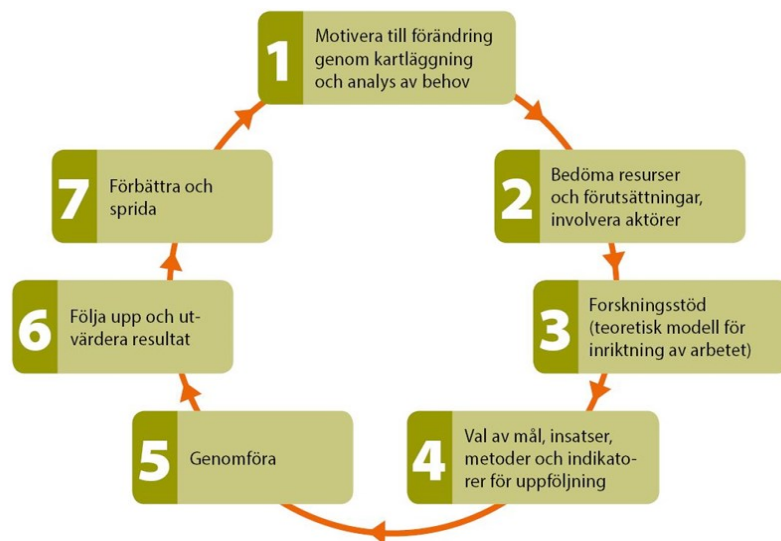 1
Motivera till förändring
genom kartläggning
och analys av behov
2
Bedöma resurser
och förutsättningar,
involvera aktörer
3
Forskningsstöd
(teoretisk modell för
inriktning av arbetet)
4
Val av mål, insatser,
metoder och indikato-
rer för uppföljning
5
Genomföra
6
Följa upp och ut-
värdera resultat
7
Förbättra och
sprida